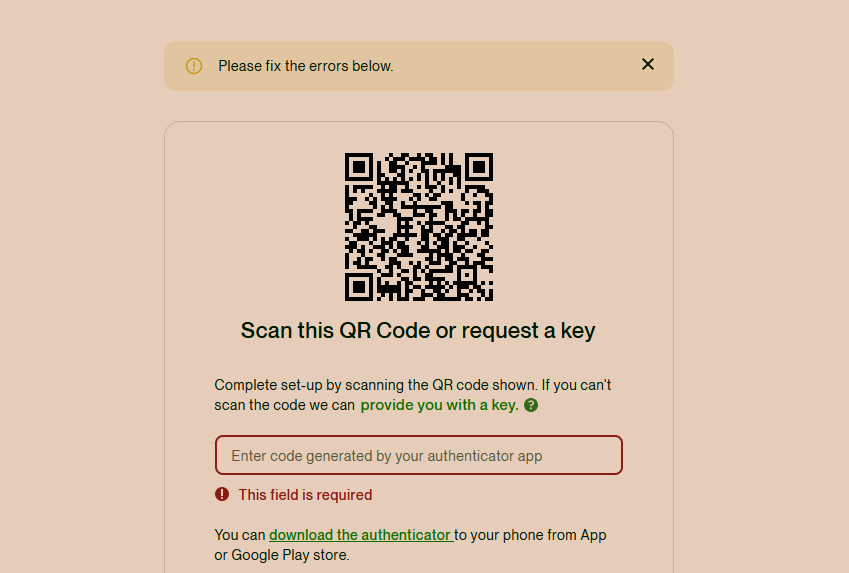 Please fix the errors below.
Scan this QR Code or request a key
Complete set-up by scanning the QR code shown. If you can't
scan the code we can provide you with a key.
Enter code generated by your authenticator app
This field is required
You can download the authenticator to your phone from App
or Google Play store.